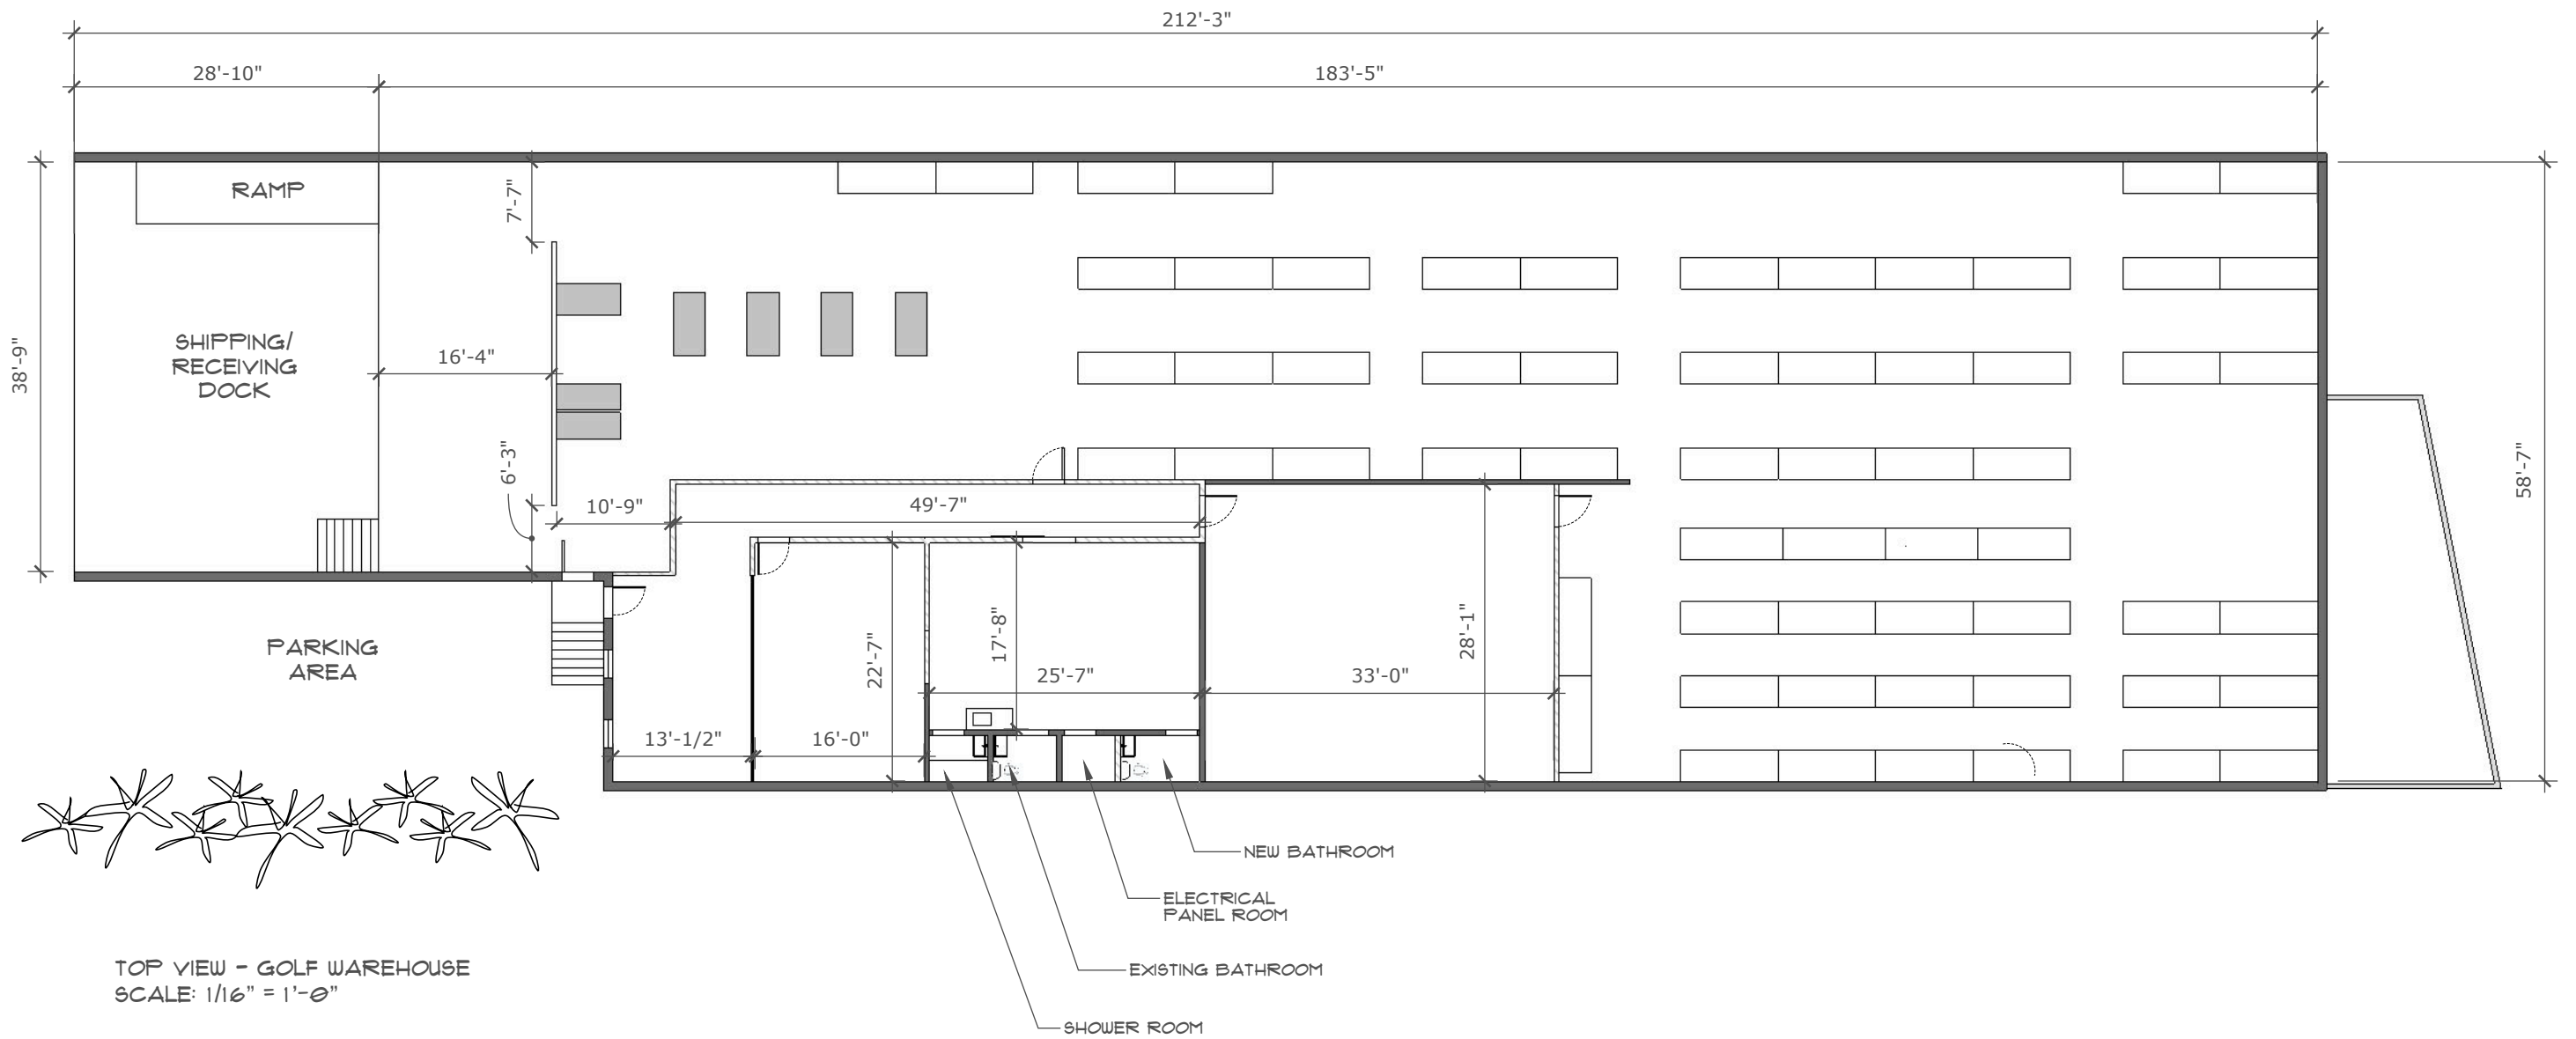 212'-3"
28'-10"
183'-5"
RAMP
7'-7"
38'-9"
SHIPPING/
RECEIVING
DOCK
16'-4"
58'-7"
6'-3"
10'-9"
49'-7"
PARKING
AREA
22'-7"
17'-8"
28'-1"
25'-7"
33'-0"
13'-1/2"
16'-0"
NEW BATHROOM
ELECTRICAL
PANEL ROOM
EXISTING BATHROOM
SHOWER ROOM
TOP VIEW - GOLF WAREHOUSE
SCALE: 1/16" = 1'-0"